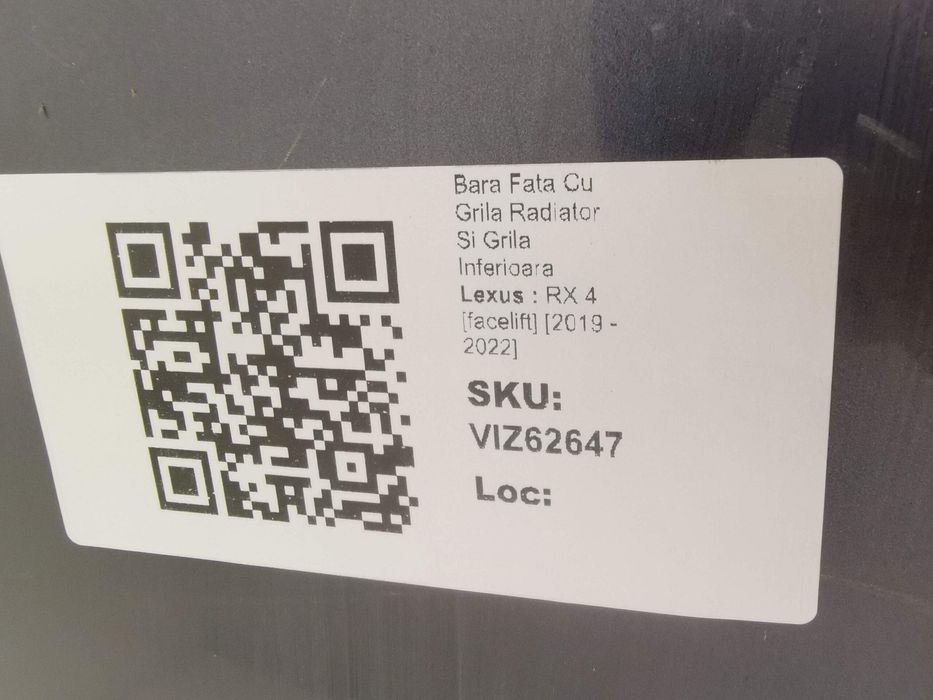 Bara Fata Cu
Grila Radiator
Si Grila
Inferioara
Lexus : RX 4
[facelift] [2019 -
2022]
SKU:
VIZ62647
Loc: